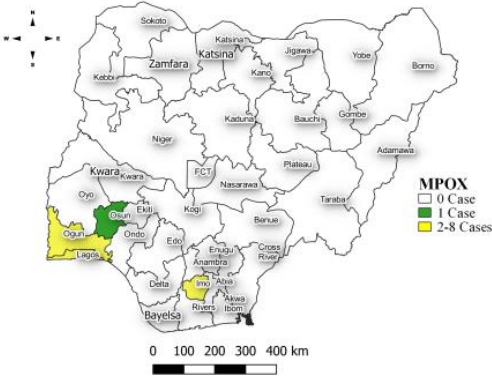 N
W E
S
Sokoto
Katsina
Zamfara
Katsina
Jigawa
Yobe
Borno
Kebbi
Kano
Kaduna
Bauchi
Gombe
Niger
Adamawa
Plateau
Kwara
Kwara
FCT
Nasarawa
Taraba
Oyo
Osun
Ekiti
Kogi
Ogun
Ondo
Benue
Lagos
Edo
Enugu
Anambra
Cross
River
Delta
Imo
Abia
Rivers
Akwa
Ibom
Bayelsa
MPOX
0 Case
1 Case
2-8 Cases
0 100 200 300 400 km